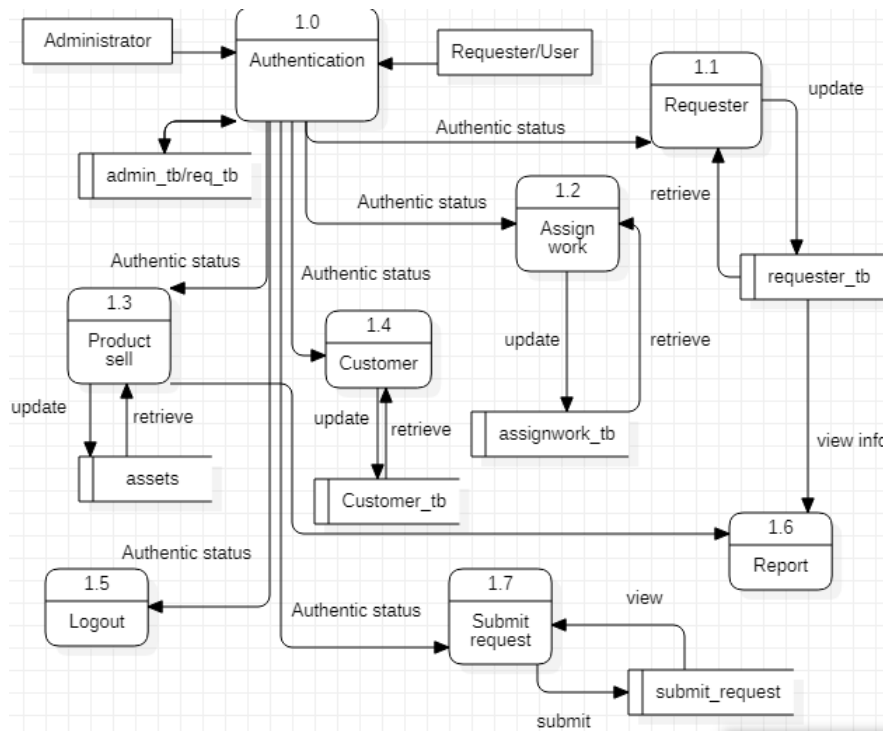 1.0
Administrator
Authentication
Requester/User
1.1
Requester
update
Authentic status
admin_tb/req_tb
1.2
Assign
work
retrieve
Authentic status
Authentic status
requester_tb
1.3
Product
sell
Authentic status
1.4
Customer
update
retrieve
update
retrieve
update
retrieve
assignwork_tb
view info
assets
Customer_tb
1.6
Report
Authentic status
1.5
Logout
1.7
Submit
request
Authentic status
view
submit_request
submit